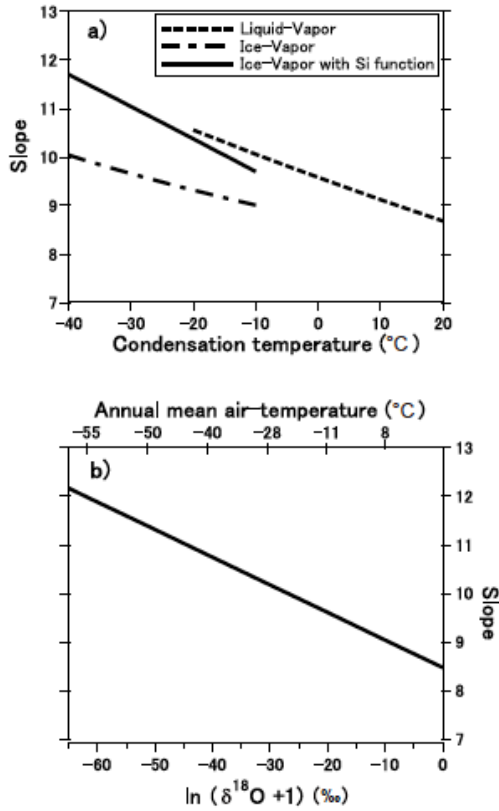 a)
Liquid-Vapor
Ice-Vapor
Ice-Vapor with Si function
13
12
11
10
9
8
7
Slope
-40 -30 -20 -10 0 10 20
Condensation temperature (°C)
Annual mean air-temperature (°C)
-55 -50 -40 -28 -11 8
b)
13
12
11
10
9
8
7
Slope
-60 -50 -40 -30 -20 -10 0
ln (δ¹⁸O +1) (‰)